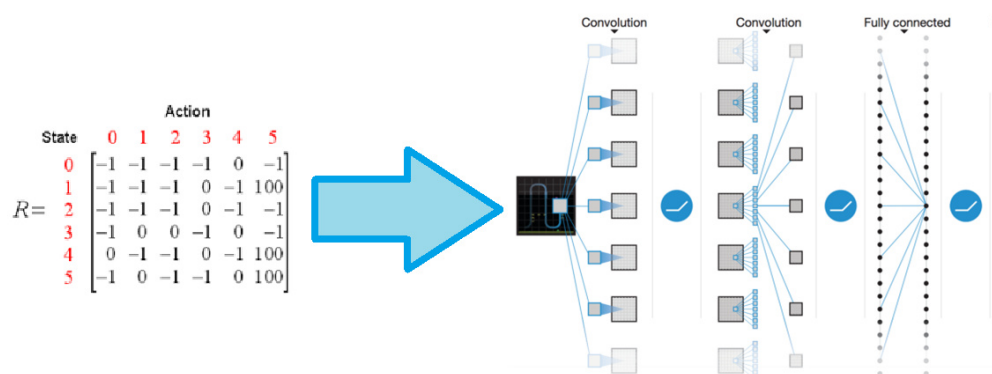 Convolution Convolution Fully connected
Action
State 0 1 2 3 4 5
0 -1 -1 -1 -1 0 -1
1 -1 -1 -1 0 -1 100
R= 2 -1 -1 -1 0 -1 -1
3 -1 0 0 -1 0 -1
4 0 -1 -1 0 -1 100
5 -1 0 -1 -1 0 100